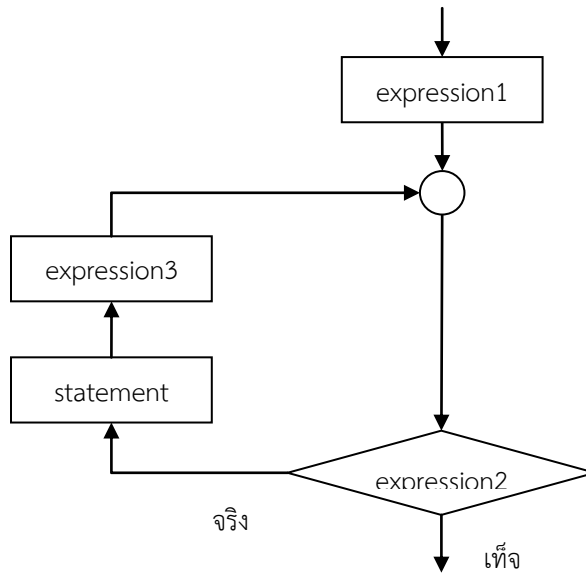 expression1
expression3
statement
expression2
จริง
เท็จ